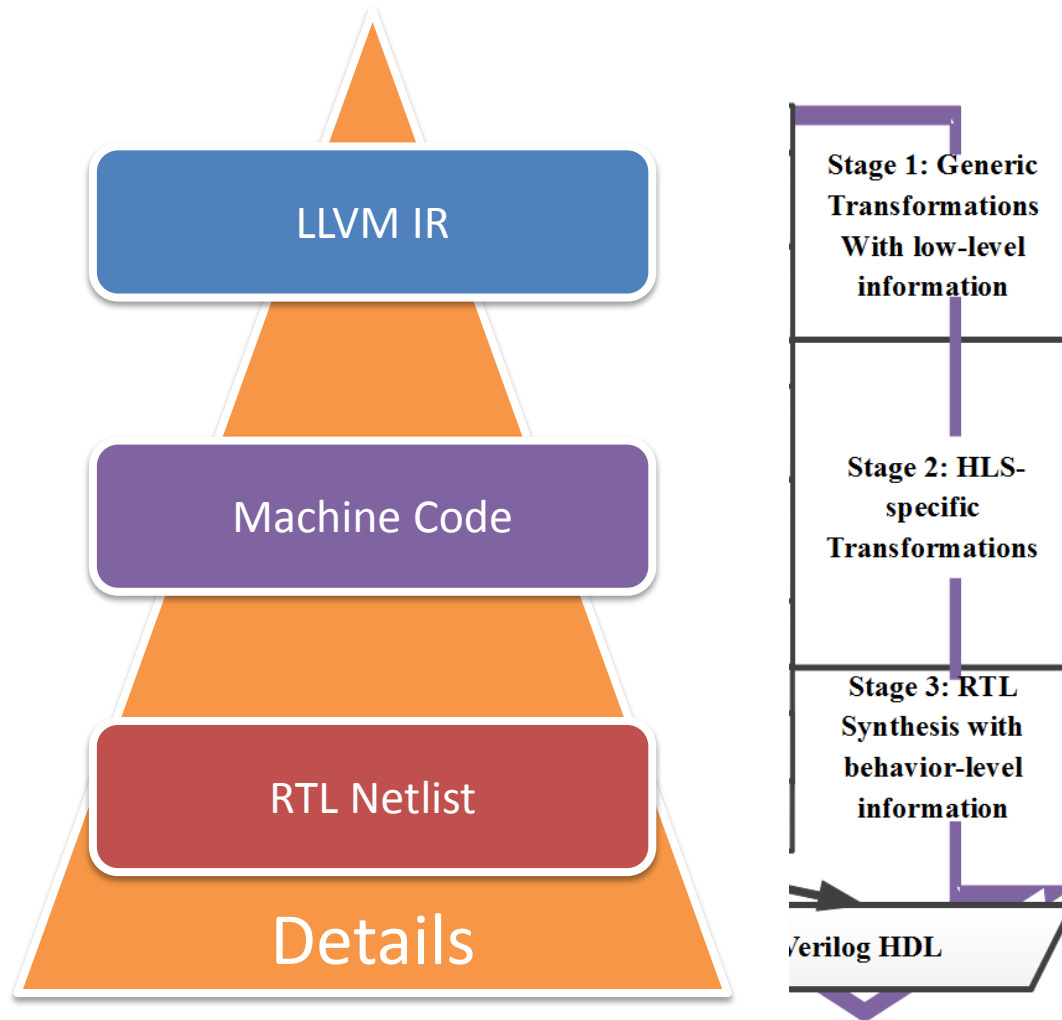 LLVM IR
Machine Code
RTL Netlist
Details
Stage 1: Generic
Transformations
With low-level
information
Stage 2: HLS-
specific
Transformations
Stage 3: RTL
Synthesis with
behavior-level
information
Verilog HDL